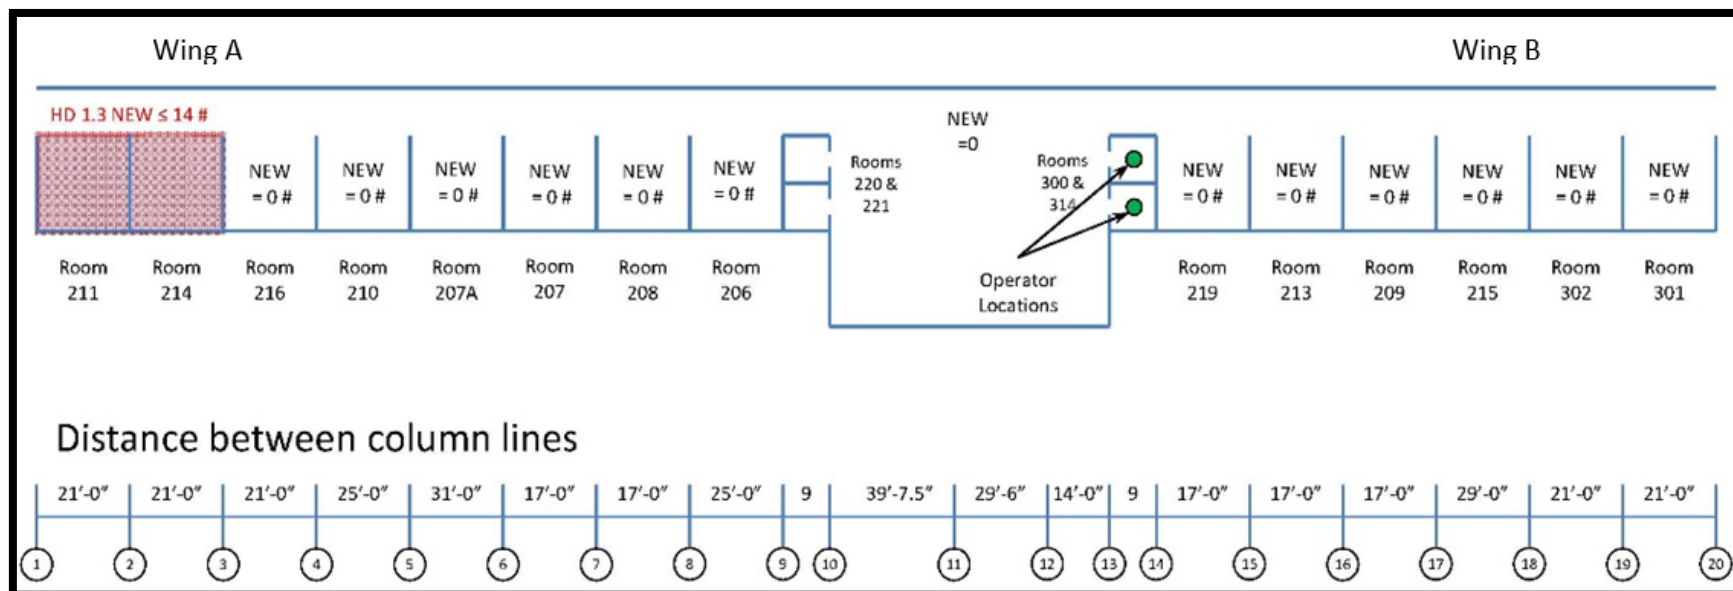 Wing A
Wing B
HD 1.3 NEW ≤ 14 #
NEW
= 0 #
NEW
= 0 #
NEW
= 0 #
NEW
= 0 #
NEW
= 0 #
NEW
= 0 #
Rooms
220 &
221
NEW
=0
Rooms
300 &
314
NEW
= 0 #
NEW
= 0 #
NEW
= 0 #
NEW
= 0 #
NEW
= 0 #
NEW
= 0 #
Room
211
Room
214
Room
216
Room
210
Room
207A
Room
207
Room
208
Room
206
Operator
Locations
Room
219
Room
213
Room
209
Room
215
Room
302
Room
301
Distance between column lines
21’-0” 21’-0” 21’-0” 25’-0” 31’-0” 17’-0” 17’-0” 25’-0” 9 39’-7.5” 29’-6” 14’-0” 9 17’-0” 17’-0” 17’-0” 29’-0” 21’-0” 21’-0”
1 2 3 4 5 6 7 8 9 10 11 12 13 14 15 16 17 18 19 20